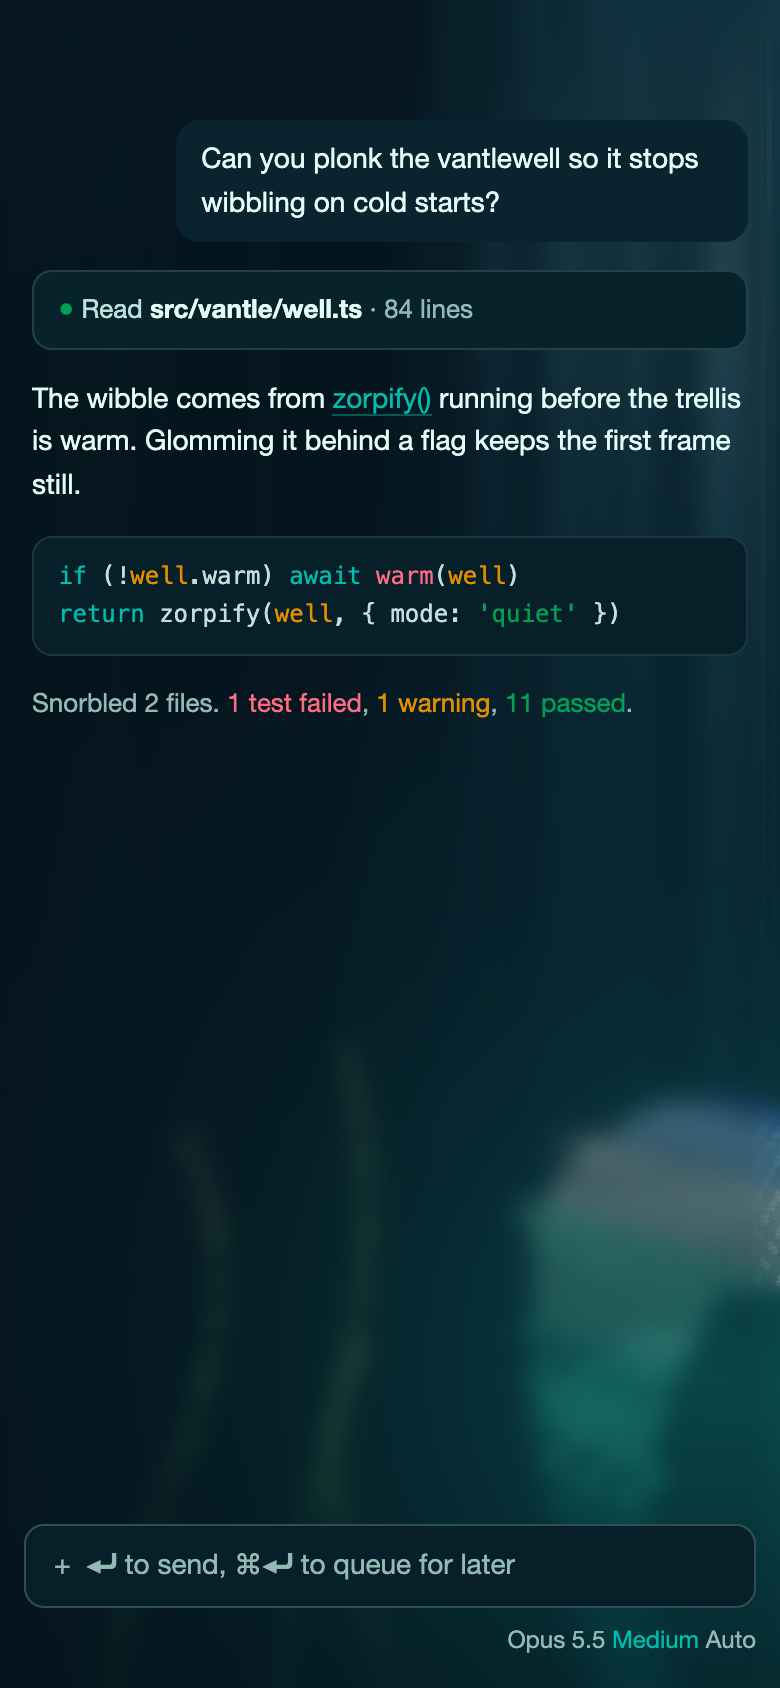 Can you plonk the vantlewell so it stops
wibbling on cold starts?
Read src/vantle/well.ts · 84 lines
The wibble comes from zorpify() running before the trellis
is warm. Glomming it behind a flag keeps the first frame
still.
if (!well.warm) await warm(well)
return zorpify(well, { mode: 'quiet' })
Snorbled 2 files. 1 test failed, 1 warning, 11 passed.
+ ↵ to send, ⌘↵ to queue for later
Opus 5.5 Medium Auto